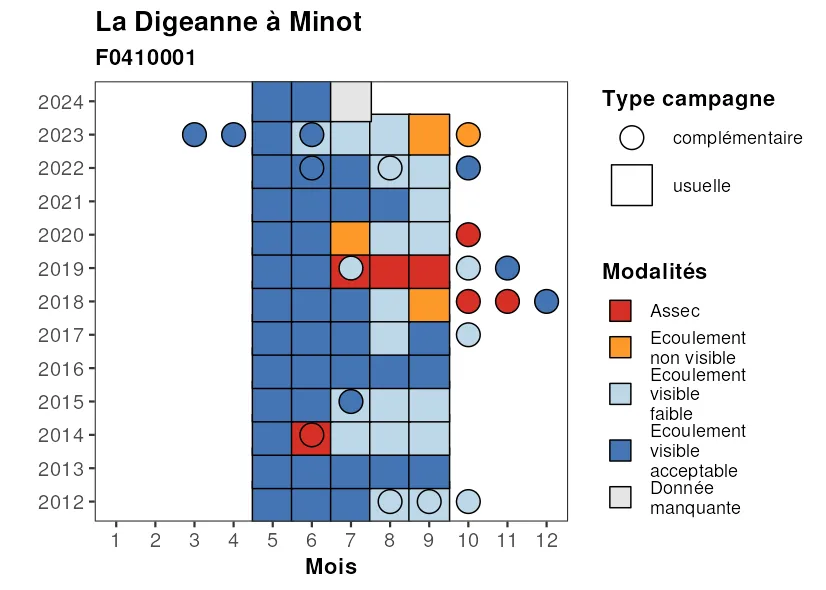 La Digeanne à Minot
F0410001
2024
2023
2022
2021
2020
2019
2018
2017
2016
2015
2014
2013
2012
1 2 3 4 5 6 7 8 9 10 11 12
Mois
Type campagne
complémentaire
usuelle
Modalités
Assec
Ecoulement
non visible
Ecoulement
visible
faible
Ecoulement
visible
acceptable
Donnée
manquante